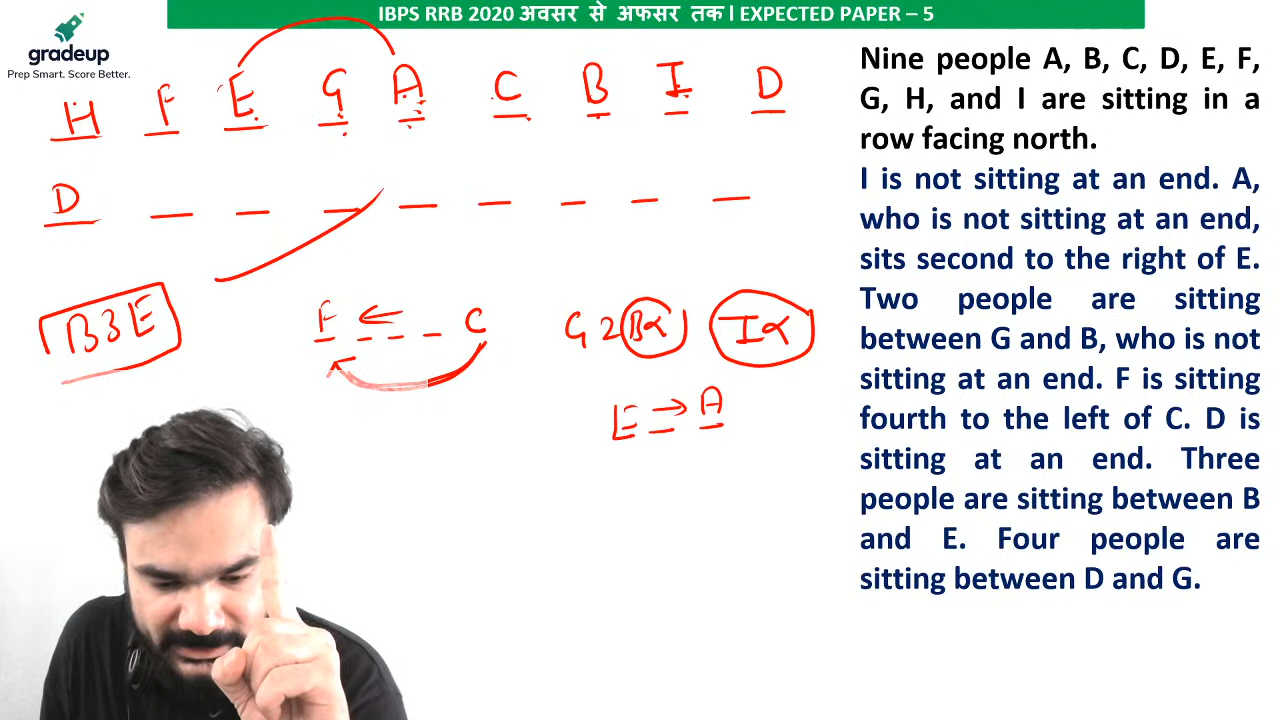 IBPS RRB 2020 अवसर से अफसर तक I EXPECTED PAPER – 5
gradeup
Prep Smart. Score Better.
H F E G A C B I D
D
B3E
F ← C
G 2 B∝
I∝
E → A
Nine people A, B, C, D, E, F,
G, H, and I are sitting in a
row facing north.
I is not sitting at an end. A,
who is not sitting at an end,
sits second to the right of E.
Two people are sitting
between G and B, who is not
sitting at an end. F is sitting
fourth to the left of C. D is
sitting at an end. Three
people are sitting between B
and E. Four people are
sitting between D and G.